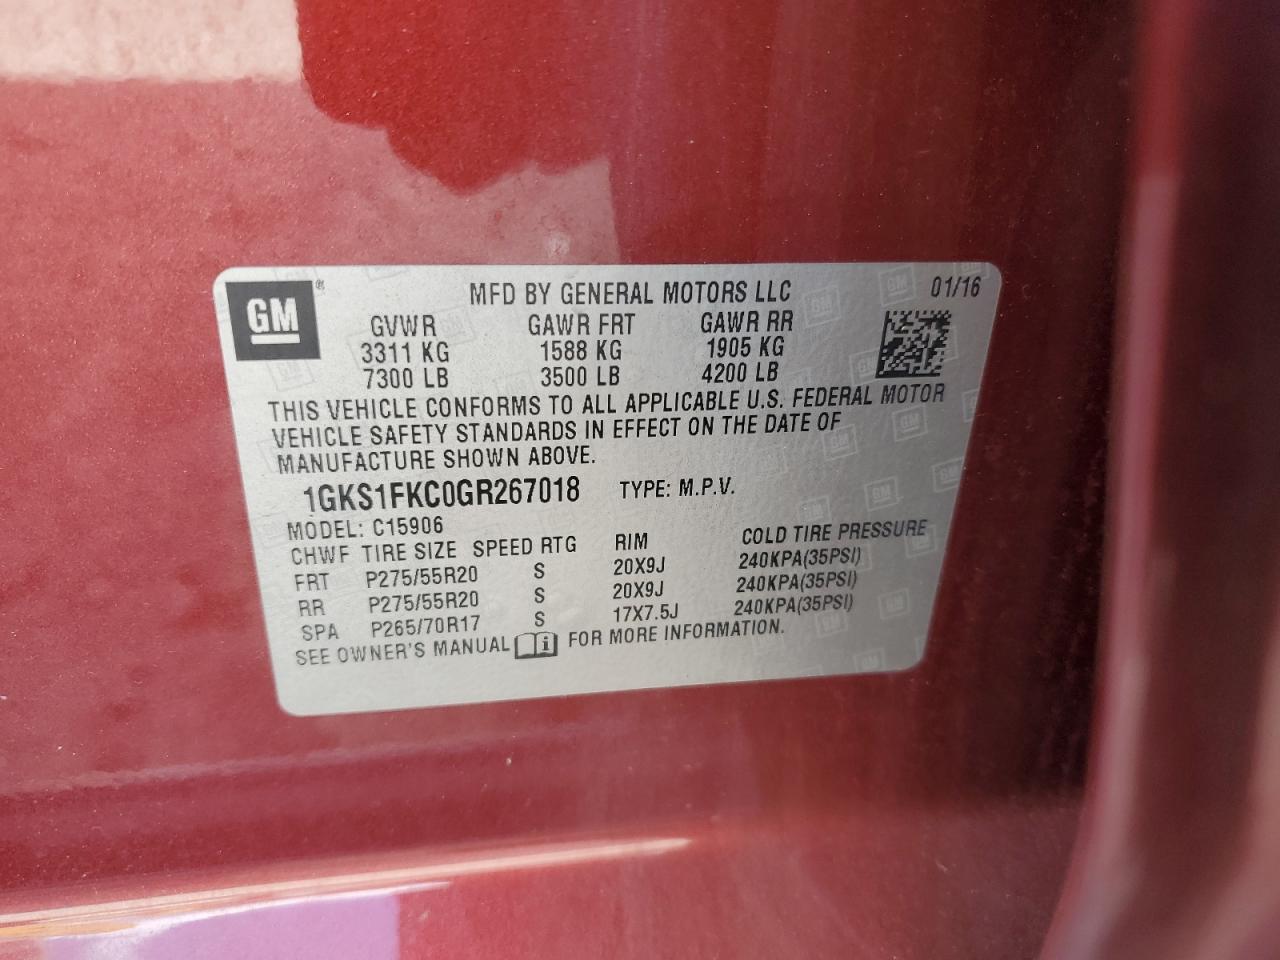 GM®
MFD BY GENERAL MOTORS LLC 01/16
GVWR GAWR FRT GAWR RR
3311 KG 1588 KG 1905 KG
7300 LB 3500 LB 4200 LB
THIS VEHICLE CONFORMS TO ALL APPLICABLE U.S. FEDERAL MOTOR
VEHICLE SAFETY STANDARDS IN EFFECT ON THE DATE OF
MANUFACTURE SHOWN ABOVE.
1GKS1FKC0GR267018 TYPE: M.P.V.
MODEL: C15906
CHWF TIRE SIZE SPEED RTG RIM COLD TIRE PRESSURE
FRT P275/55R20 S 20X9J 240KPA(35PSI)
RR P275/55R20 S 20X9J 240KPA(35PSI)
SPA P265/70R17 S 17X7.5J 240KPA(35PSI)
SEE OWNER'S MANUAL i FOR MORE INFORMATION.